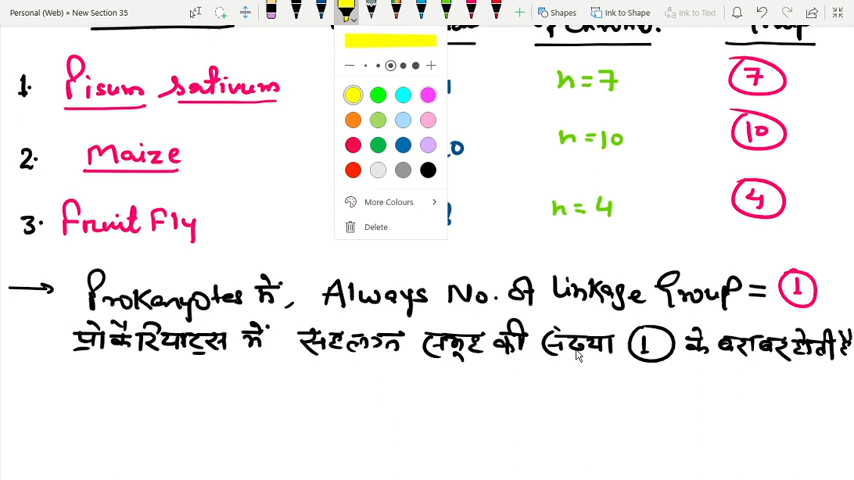 Personal (Web) » New Section 35
Shapes Ink to Shape Ink to Text
1. Pisum sativum n=7 7
2. Maize n=10 10
More Colours
3. Fruit Fly n=4 4
Delete
→ Prokaryotes में, Always No. of Linkage Group = 1
प्रोकैरियोट्स में सहलग्न समूह की संख्या 1 के बराबर होती है